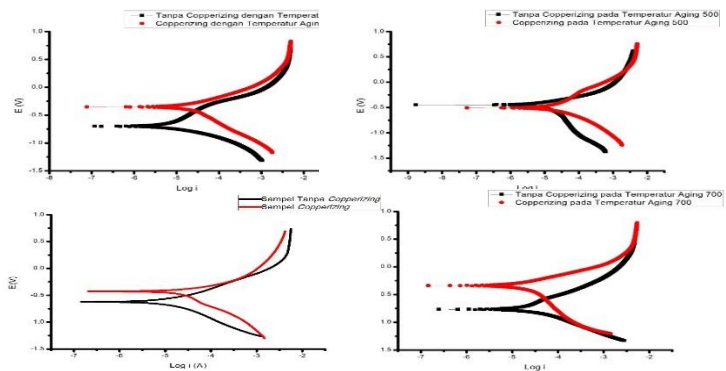 Tanpa Copperizing dengan Temperat
Copperizing dengan Temperatur Agin
1.0
0.5
0.0
-0.5
-1.0
-1.5
E (V)
-8 -7 -6 -5 -4 -3 -2 -1
Log i
Tanpa Copperizing pada Temperatur Aging 500
Copperizing pada Temperatur Aging 500
1.0
0.5
0.0
-0.5
-1.0
-1.5
E (V)
-9 -8 -7 -6 -5 -4 -3 -2 -1
Log i
Sampel Tanpa Copperizing
Sampel Copperizing
1.0
0.5
0.0
-0.5
1.0
1.5
E(V)
-7 -6 -5 -4 -3 -2 -1
Log i (A)
Tanpa Copperizing pada Temperatur Aging 700
Copperizing pada Temperatur Aging 700
1.0
0.5
0.0
-0.5
1.0
1.5
E (V)
-7 -6 -5 -4 -3 -2 -1
Log i